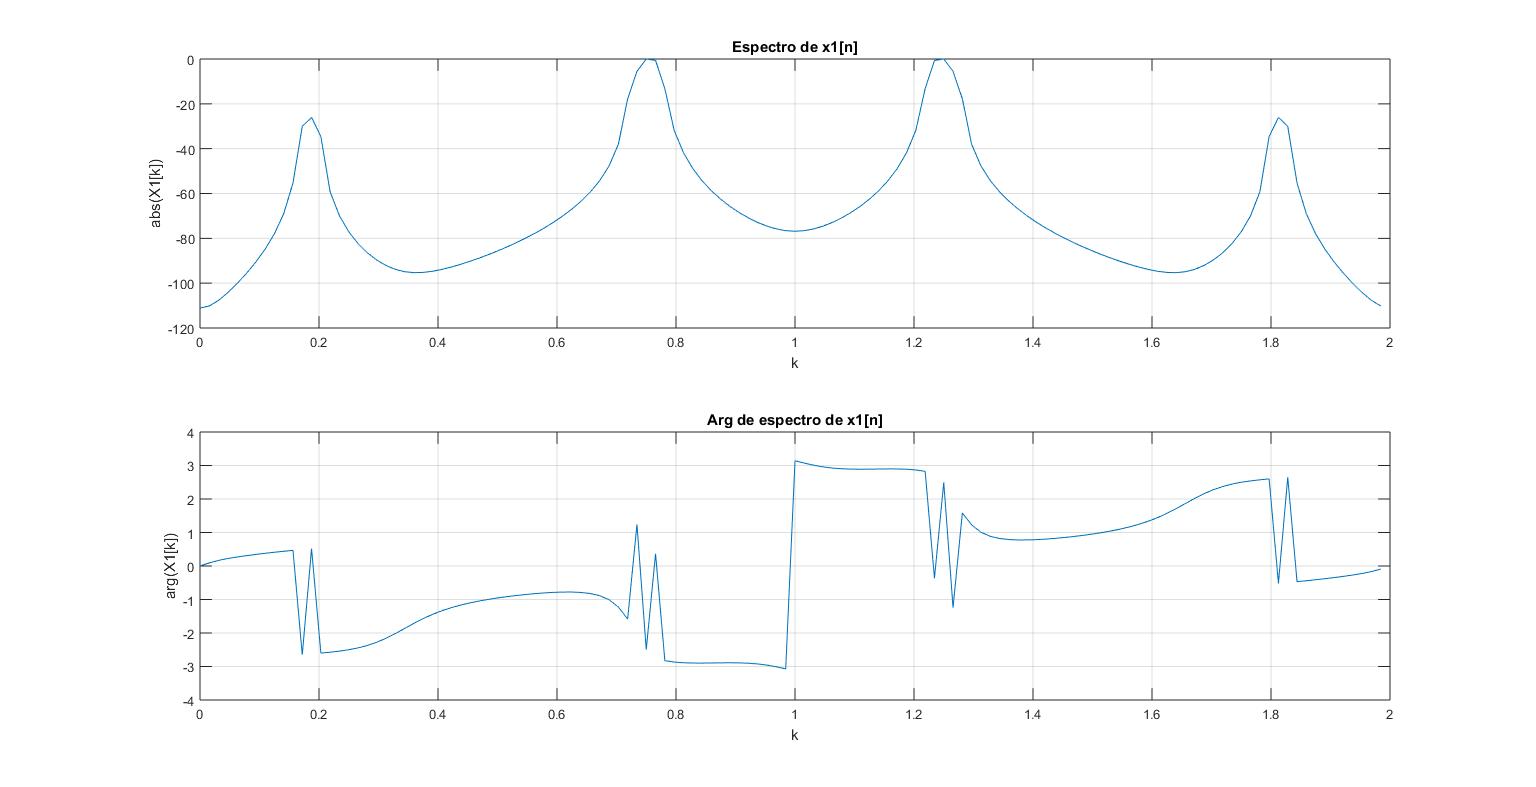 Espectro de x1[n]
abs(X1[k])
0
-20
-40
-60
-80
-100
-120
0 0.2 0.4 0.6 0.8 1 1.2 1.4 1.6 1.8 2
k
Arg de espectro de x1[n]
arg(X1[k])
4
3
2
1
0
-1
-2
-3
-4
0 0.2 0.4 0.6 0.8 1 1.2 1.4 1.6 1.8 2
k